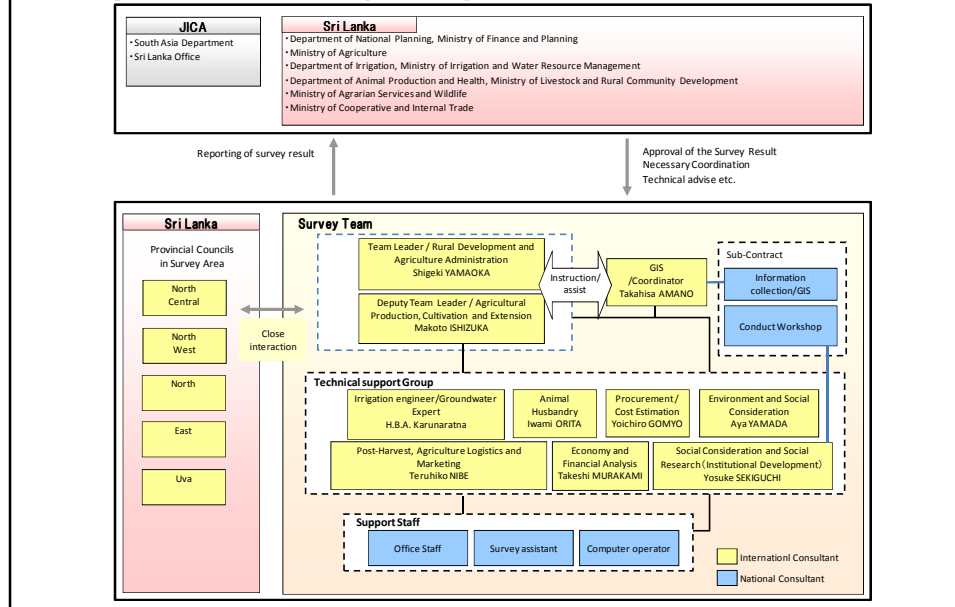 JICA
・South Asia Department
・Sri Lanka Office
Sri Lanka
・Department of National Planning, Ministry of Finance and Planning
・Ministry of Agriculture
・Department of Irrigation, Ministry of Irrigation and Water Resource Management
・Department of Animal Production and Health, Ministry of Livestock and Rural Community Development
・Ministry of Agrarian Services and Wildlife
・Ministry of Cooperative and Internal Trade
Reporting of survey result
Approval of the Survey Result
Necessary Coordination
Technical advise etc.
Sri Lanka
Provincial Councils
in Survey Area
North
Central
North
West
North
East
Uva
Close
interaction
Survey Team
Team Leader / Rural Development and
Agriculture Administration
Shigeki YAMAOKA
Deputy Team Leader / Agricultural
Production, Cultivation and Extension
Makoto ISHIZUKA
Instruction/
assist
GIS
/Coordinator
Takahisa AMANO
Sub-Contract
Information
collection/GIS
Conduct Workshop
Technical support Group
Irrigation engineer/Groundwater
Expert
H.B.A. Karunaratna
Animal
Husbandry
Iwami ORITA
Procurement/
Cost Estimation
Yoichiro GOMYO
Environment and Social
Consideration
Aya YAMADA
Post-Harvest, Agriculture Logistics and
Marketing
Teruhiko NIBE
Economy and
Financial Analysis
Takeshi MURAKAMI
Social Consideration and Social
Research（Institutional Development）
Yosuke SEKIGUCHI
Support Staff
Office Staff
Survey assistant
Computer operator
Internationl Consultant
National Consultant